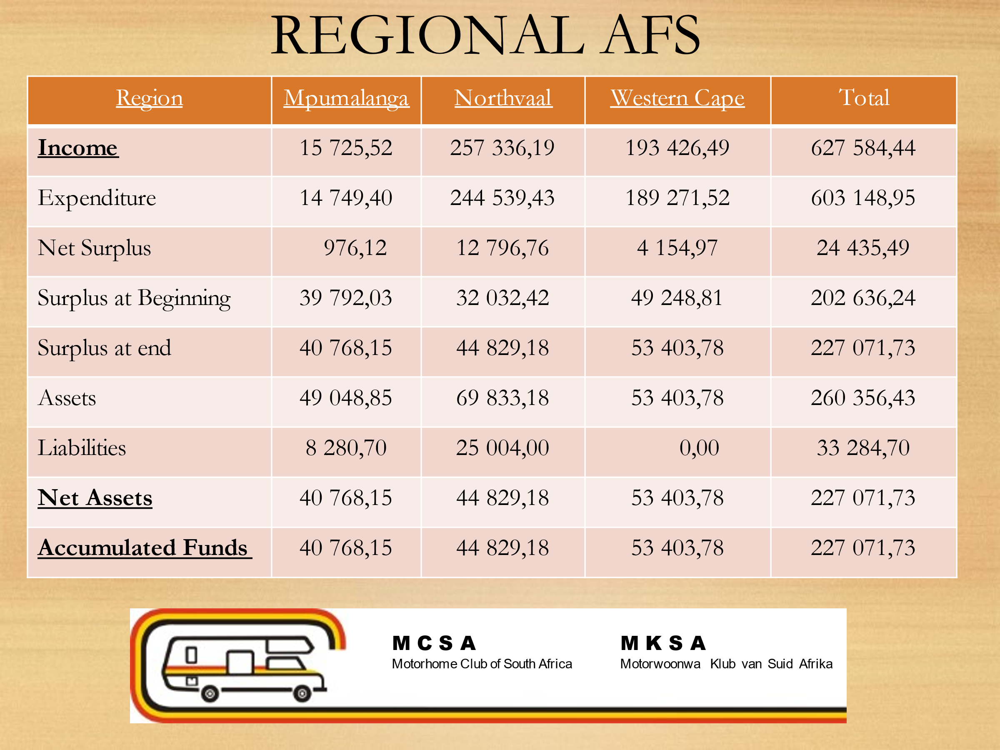 REGIONAL AFS
Region Mpumalanga Northvaal Western Cape Total
Income 15 725,52 257 336,19 193 426,49 627 584,44
Expenditure 14 749,40 244 539,43 189 271,52 603 148,95
Net Surplus 976,12 12 796,76 4 154,97 24 435,49
Surplus at Beginning 39 792,03 32 032,42 49 248,81 202 636,24
Surplus at end 40 768,15 44 829,18 53 403,78 227 071,73
Assets 49 048,85 69 833,18 53 403,78 260 356,43
Liabilities 8 280,70 25 004,00 0,00 33 284,70
Net Assets 40 768,15 44 829,18 53 403,78 227 071,73
Accumulated Funds 40 768,15 44 829,18 53 403,78 227 071,73
M C S A M K S A
Motorhome Club of South Africa Motorwoonwa Klub van Suid Afrika